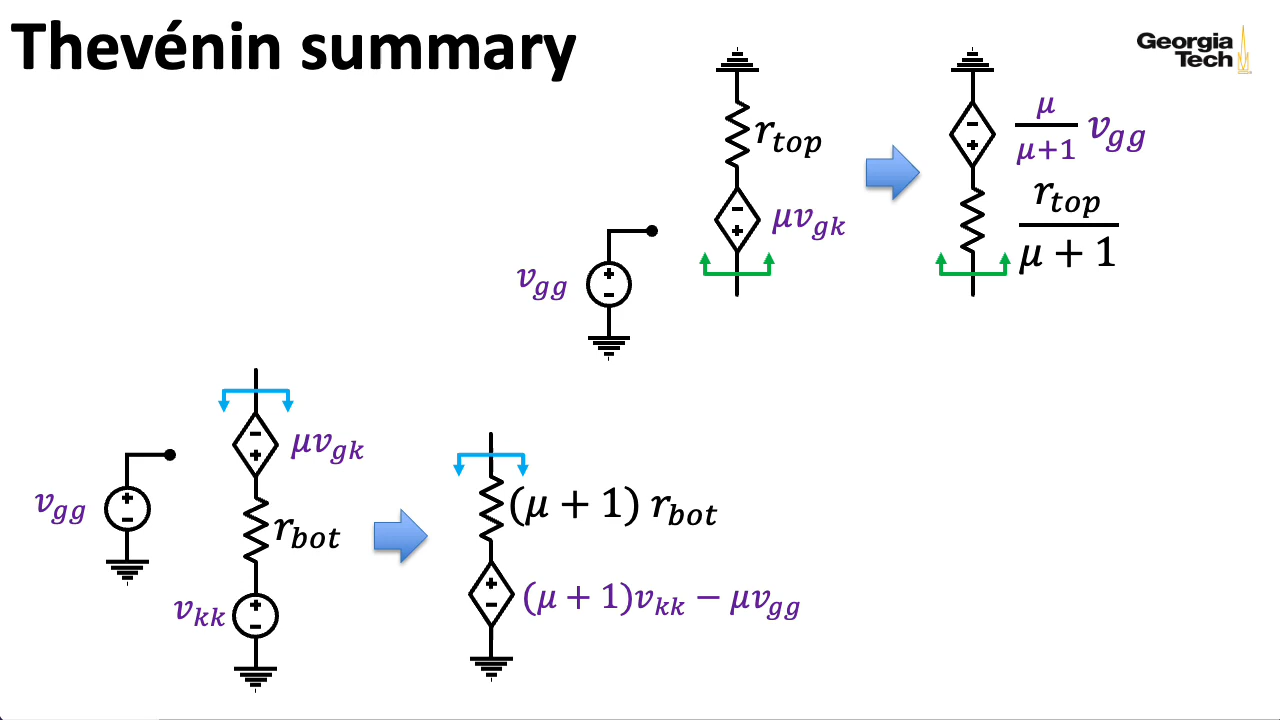 Thevénin summary
Georgia
Tech
r_top
μv_gk
v_gg
μ/(μ+1) v_gg
r_top/(μ + 1)
μv_gk
v_gg
r_bot
v_kk
(μ + 1) r_bot
(μ + 1)v_kk − μv_gg